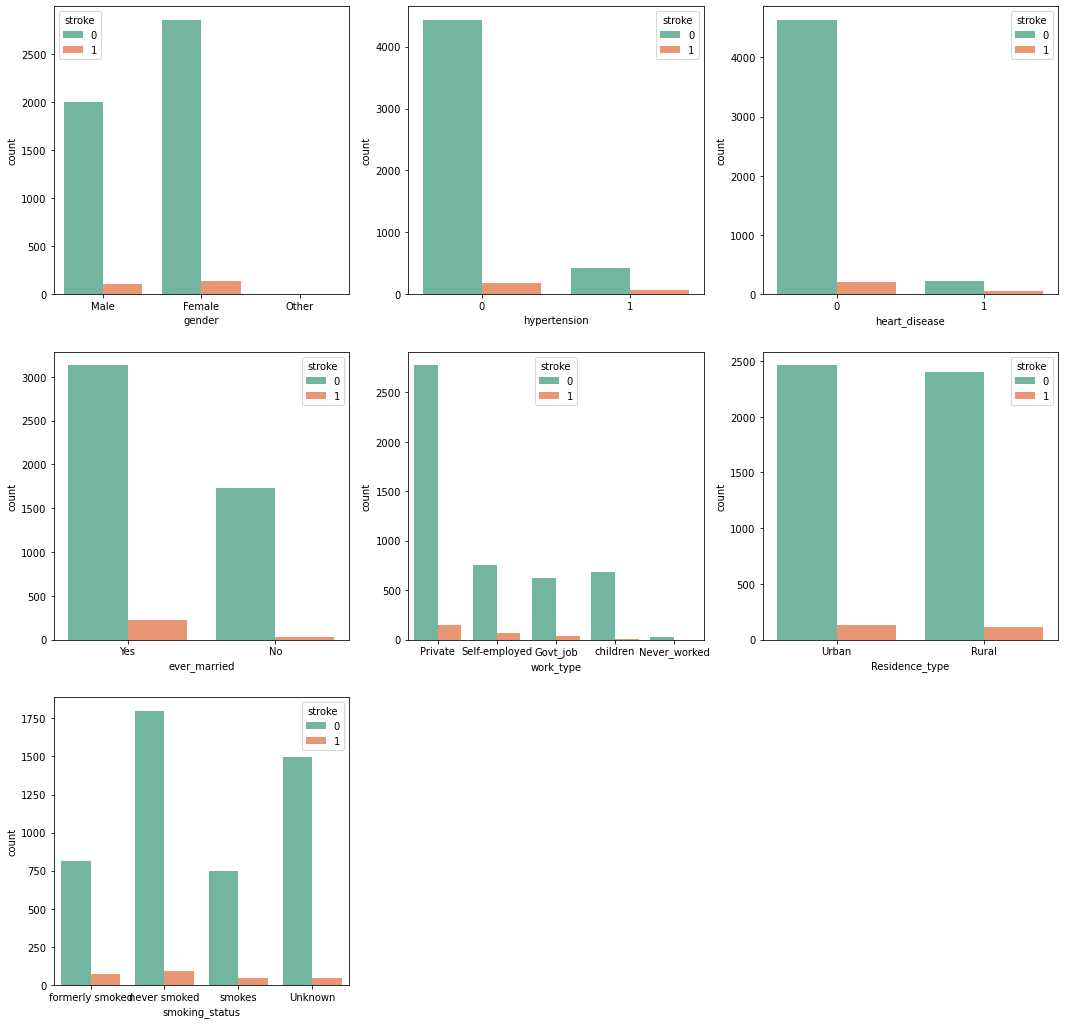 stroke
0
1
2500
2000
1500
1000
500
0
count
Male Female Other
gender
stroke
0
1
4000
3000
2000
1000
0
count
0 1
hypertension
stroke
0
1
4000
3000
2000
1000
0
count
0 1
heart_disease
stroke
0
1
3000
2500
2000
1500
1000
500
0
count
Yes No
ever_married
stroke
0
1
2500
2000
1500
1000
500
0
count
Private Self-employed Govt_job children Never_worked
work_type
stroke
0
1
2500
2000
1500
1000
500
0
count
Urban Rural
Residence_type
stroke
0
1
1750
1500
1250
1000
750
500
250
0
count
formerly smoked never smoked smokes Unknown
smoking_status